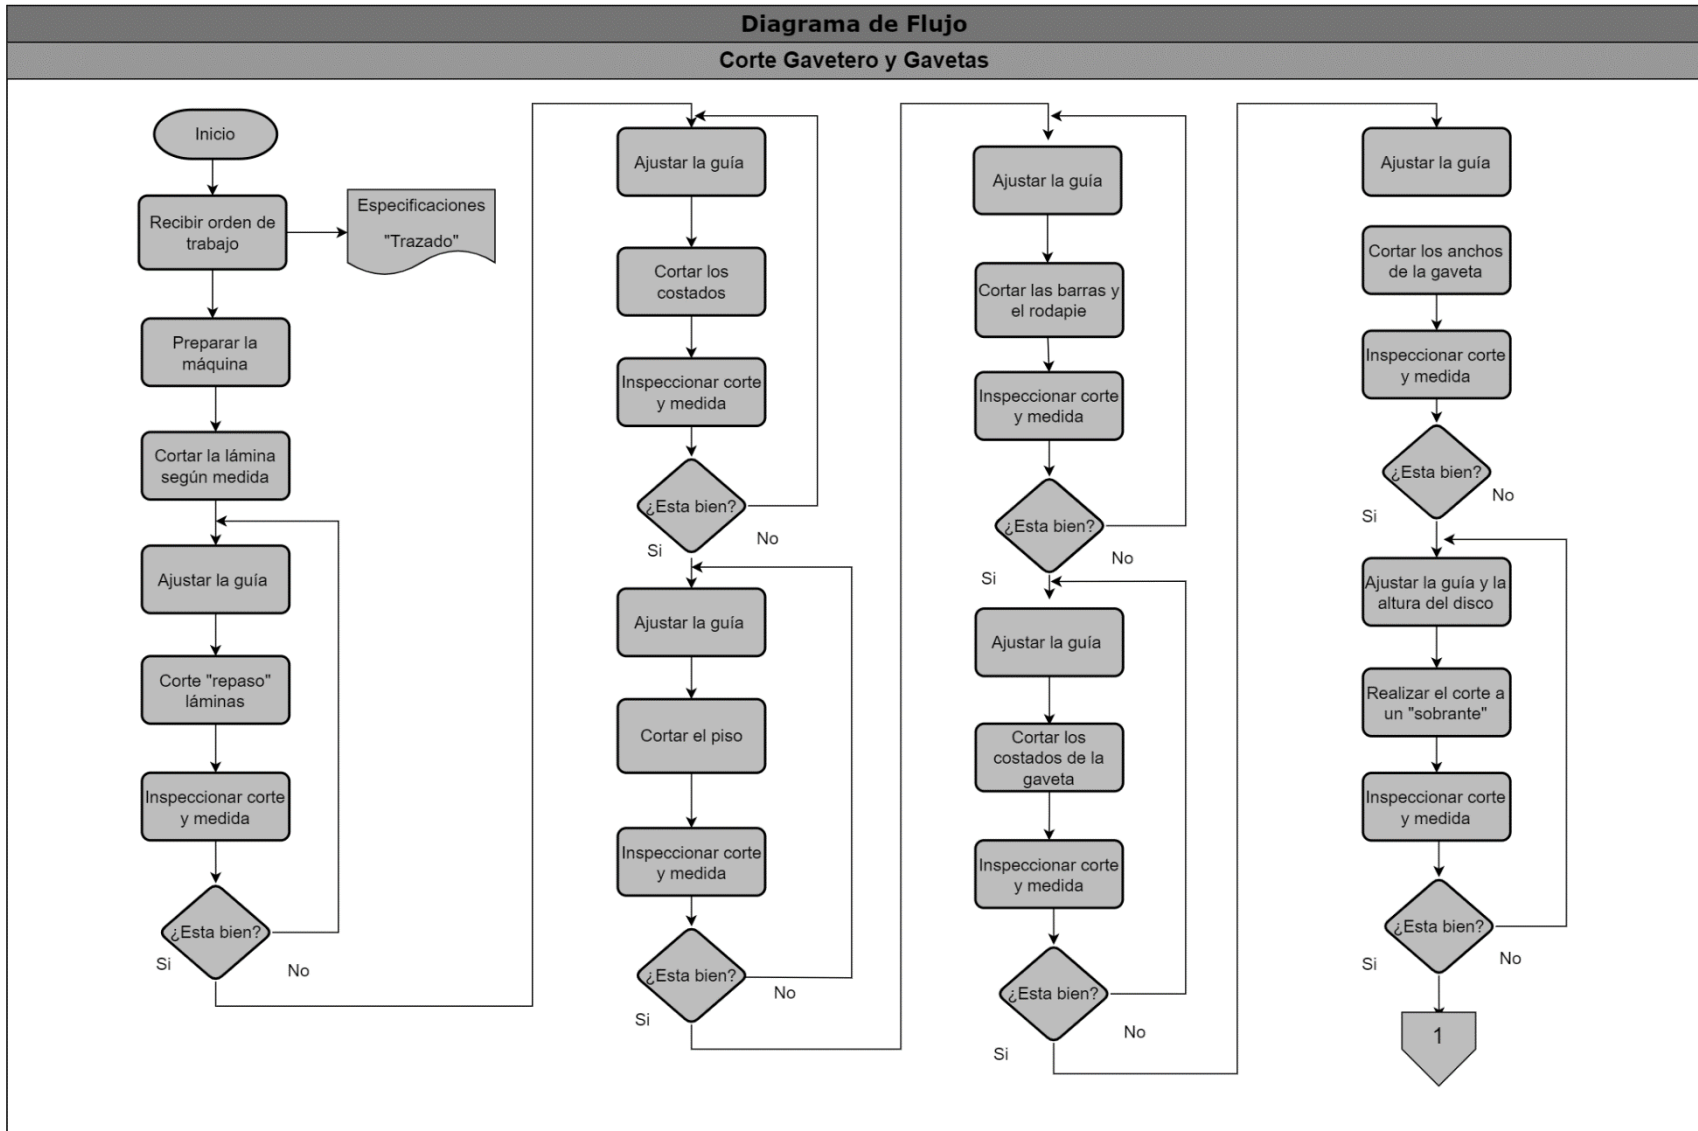 Diagrama de Flujo
Corte Gavetero y Gavetas
Inicio
Recibir orden de
trabajo
Especificaciones
"Trazado"
Preparar la
máquina
Cortar la lámina
según medida
Ajustar la guía
Corte "repaso"
láminas
Inspeccionar corte
y medida
¿Esta bien?
Si
No
Ajustar la guía
Cortar los
costados
Inspeccionar corte
y medida
¿Esta bien?
Si
No
Ajustar la guía
Cortar el piso
Inspeccionar corte
y medida
¿Esta bien?
Si
No
Ajustar la guía
Cortar las barras y
el rodapie
Inspeccionar corte
y medida
¿Esta bien?
Si
No
Ajustar la guía
Cortar los
costados de la
gaveta
Inspeccionar corte
y medida
¿Esta bien?
Si
No
Ajustar la guía
Cortar los anchos
de la gaveta
Inspeccionar corte
y medida
¿Esta bien?
Si
No
Ajustar la guía y la
altura del disco
Realizar el corte a
un "sobrante"
Inspeccionar corte
y medida
¿Esta bien?
Si
No
1